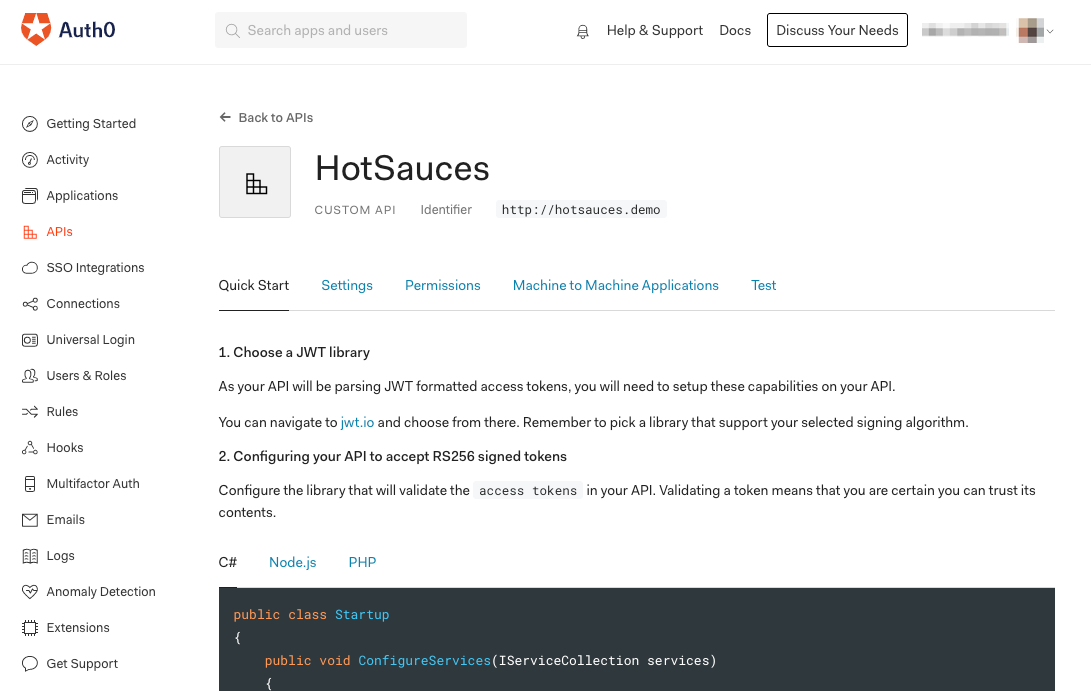 Auth0
Search apps and users
Help & Support
Docs
Discuss Your Needs
Getting Started
Activity
Applications
APIs
SSO Integrations
Connections
Universal Login
Users & Roles
Rules
Hooks
Multifactor Auth
Emails
Logs
Anomaly Detection
Extensions
Get Support
Back to APIs
HotSauces
CUSTOM API Identifier http://hotsauces.demo
Quick Start Settings Permissions Machine to Machine Applications Test
1. Choose a JWT library
As your API will be parsing JWT formatted access tokens, you will need to setup these capabilities on your API.
You can navigate to jwt.io and choose from there. Remember to pick a library that support your selected signing algorithm.
2. Configuring your API to accept RS256 signed tokens
Configure the library that will validate the access tokens in your API. Validating a token means that you are certain you can trust its
contents.
C# Node.js PHP
public class Startup
{
public void ConfigureServices(IServiceCollection services)
{